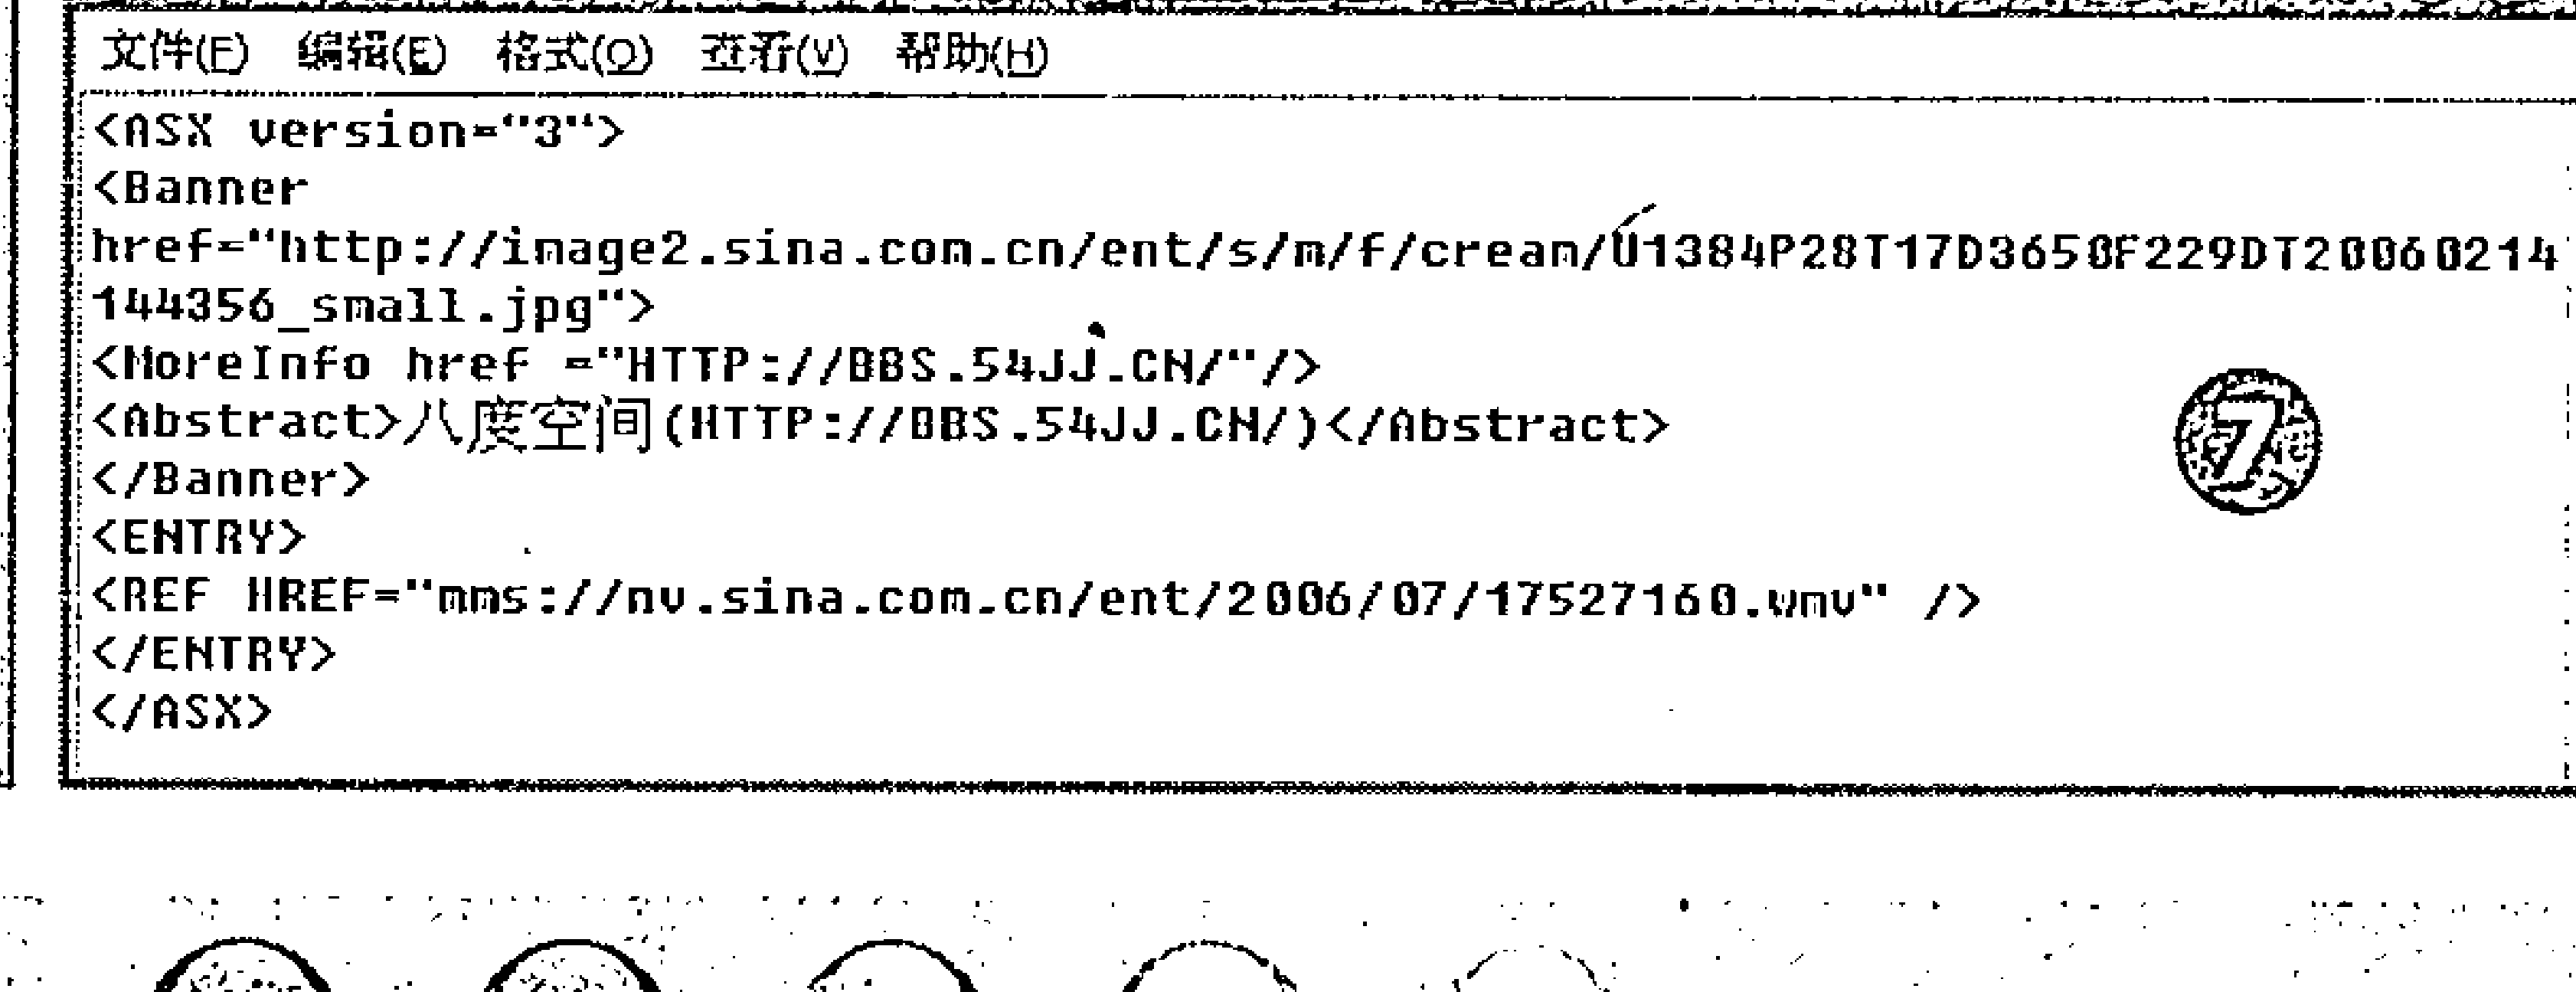 文件(F) 编辑(E) 格式(O) 查看(V) 帮助(H)
<ASX version="3">
<Banner
href="http://image2.sina.com.cn/ent/s/m/f/cream/U1384P28T17D3650F229DT20060214
144356_small.jpg">
<MoreInfo href ="HTTP://BBS.54JJ.CN/"/>
<Abstract>八度空间(HTTP://BBS.54JJ.CN/)</Abstract>
</Banner>
<ENTRY>
<REF HREF="mms://nv.sina.com.cn/ent/2006/07/17527160.wmv" />
</ENTRY>
</ASX>
7